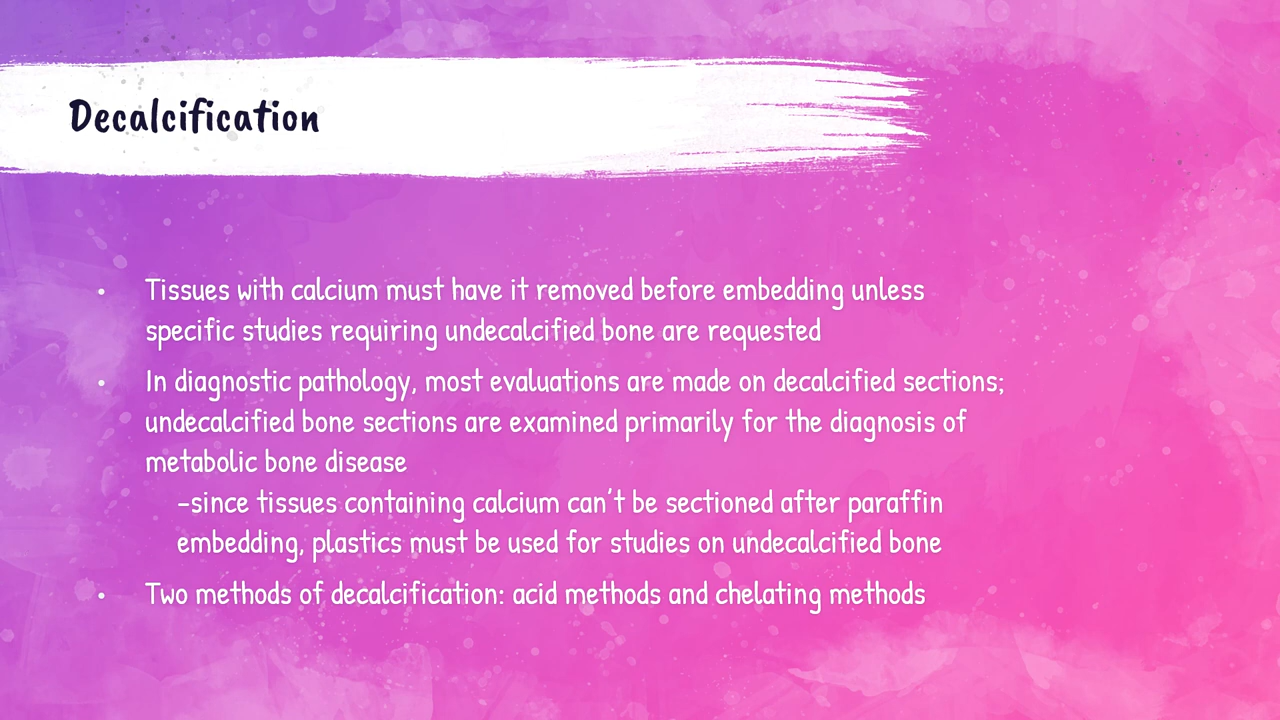 Decalcification
• Tissues with calcium must have it removed before embedding unless
specific studies requiring undecalcified bone are requested
• In diagnostic pathology, most evaluations are made on decalcified sections;
undecalcified bone sections are examined primarily for the diagnosis of
metabolic bone disease
-since tissues containing calcium can't be sectioned after paraffin
embedding, plastics must be used for studies on undecalcified bone
• Two methods of decalcification: acid methods and chelating methods